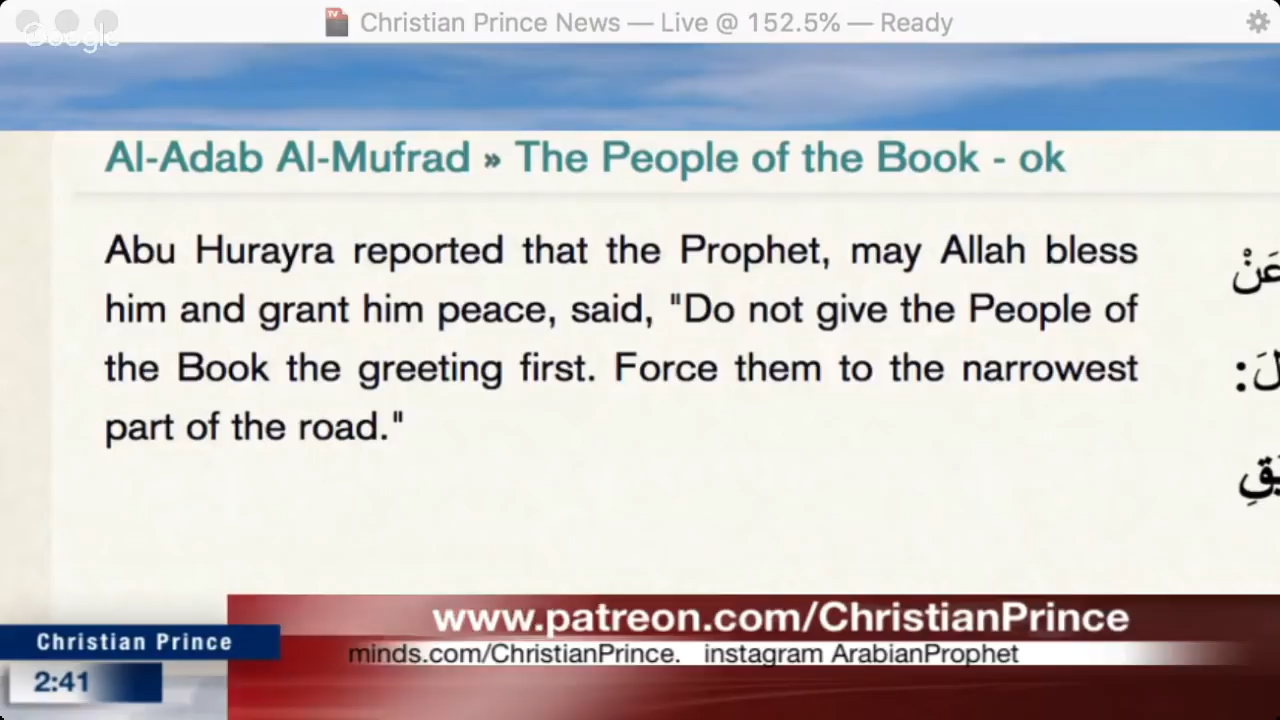 Christian Prince News — Live @ 152.5% — Ready
Google
Al-Adab Al-Mufrad » The People of the Book - ok
Abu Hurayra reported that the Prophet, may Allah bless
him and grant him peace, said, "Do not give the People of
the Book the greeting first. Force them to the narrowest
part of the road."
عَنْ
لَ:
www.patreon.com/ChristianPrince
Christian Prince
minds.com/ChristianPrince. instagram ArabianProphet
2:41